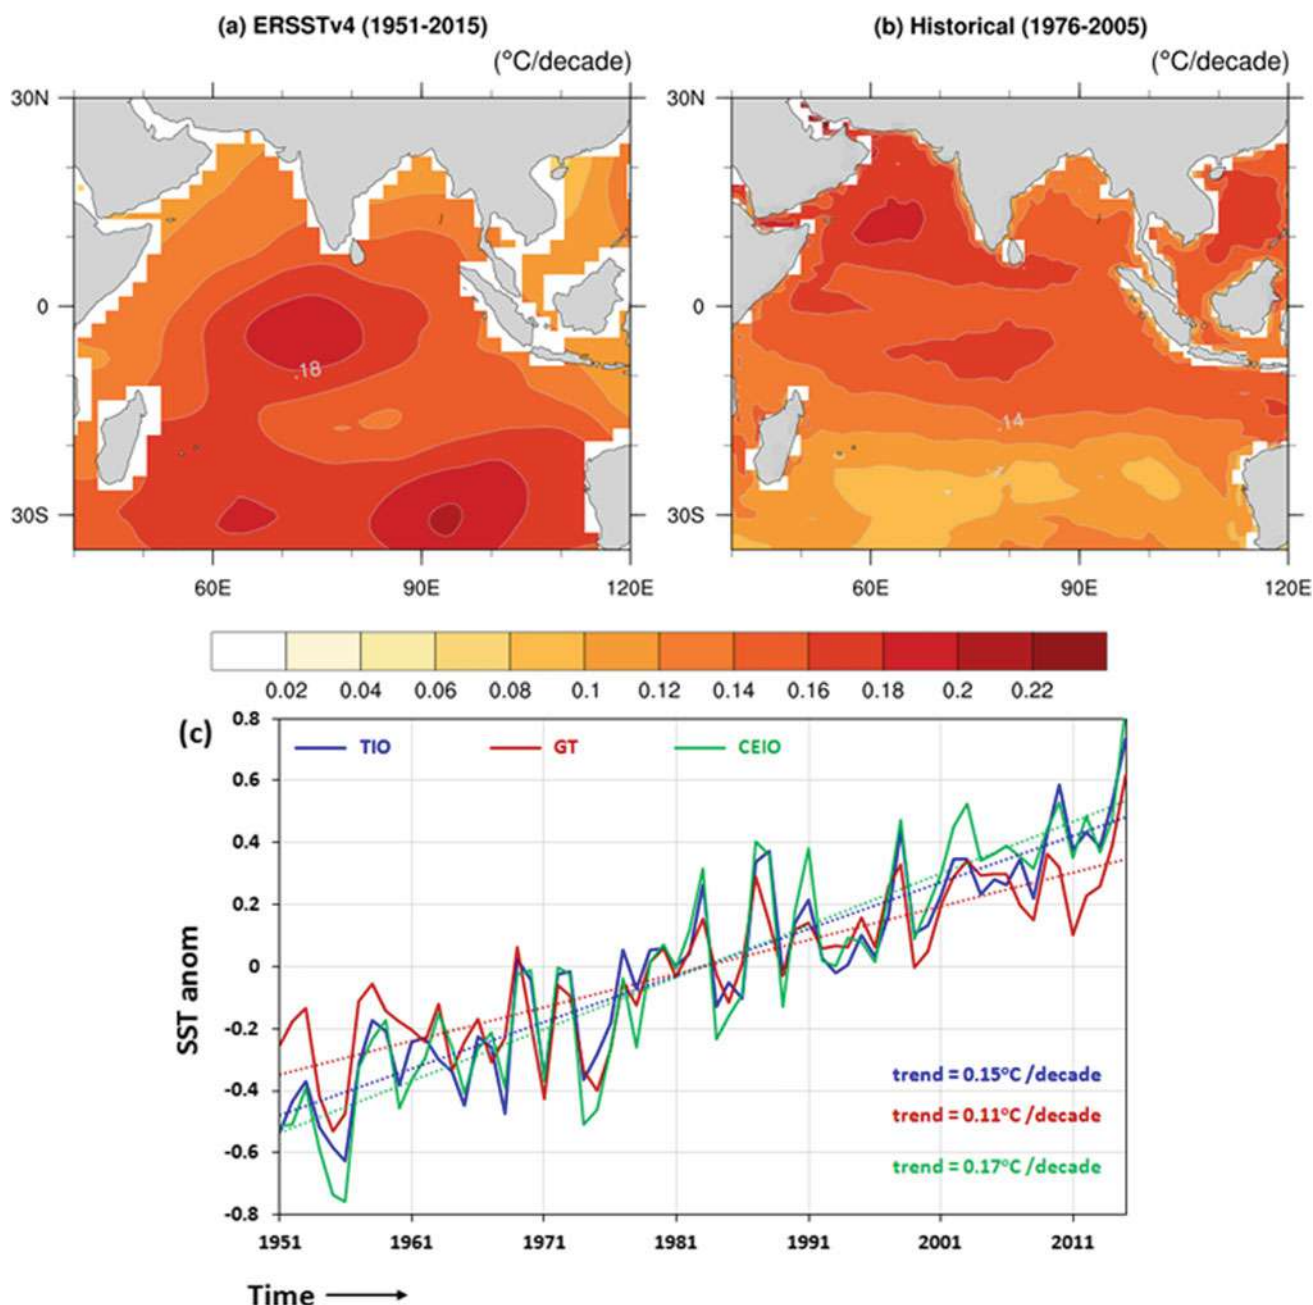 (a) ERSSTv4 (1951-2015)
(b) Historical (1976-2005)
(°C/decade)
(°C/decade)
30N
0
30S
60E
90E
120E
.18
30N
0
30S
60E
90E
120E
.14
0.02 0.04 0.06 0.08 0.1 0.12 0.14 0.16 0.18 0.2 0.22
(c)
TIO
GT
CEIO
SST anom
0.8
0.6
0.4
0.2
0
-0.2
-0.4
-0.6
-0.8
trend = 0.15°C /decade
trend = 0.11°C /decade
trend = 0.17°C /decade
1951 1961 1971 1981 1991 2001 2011
Time